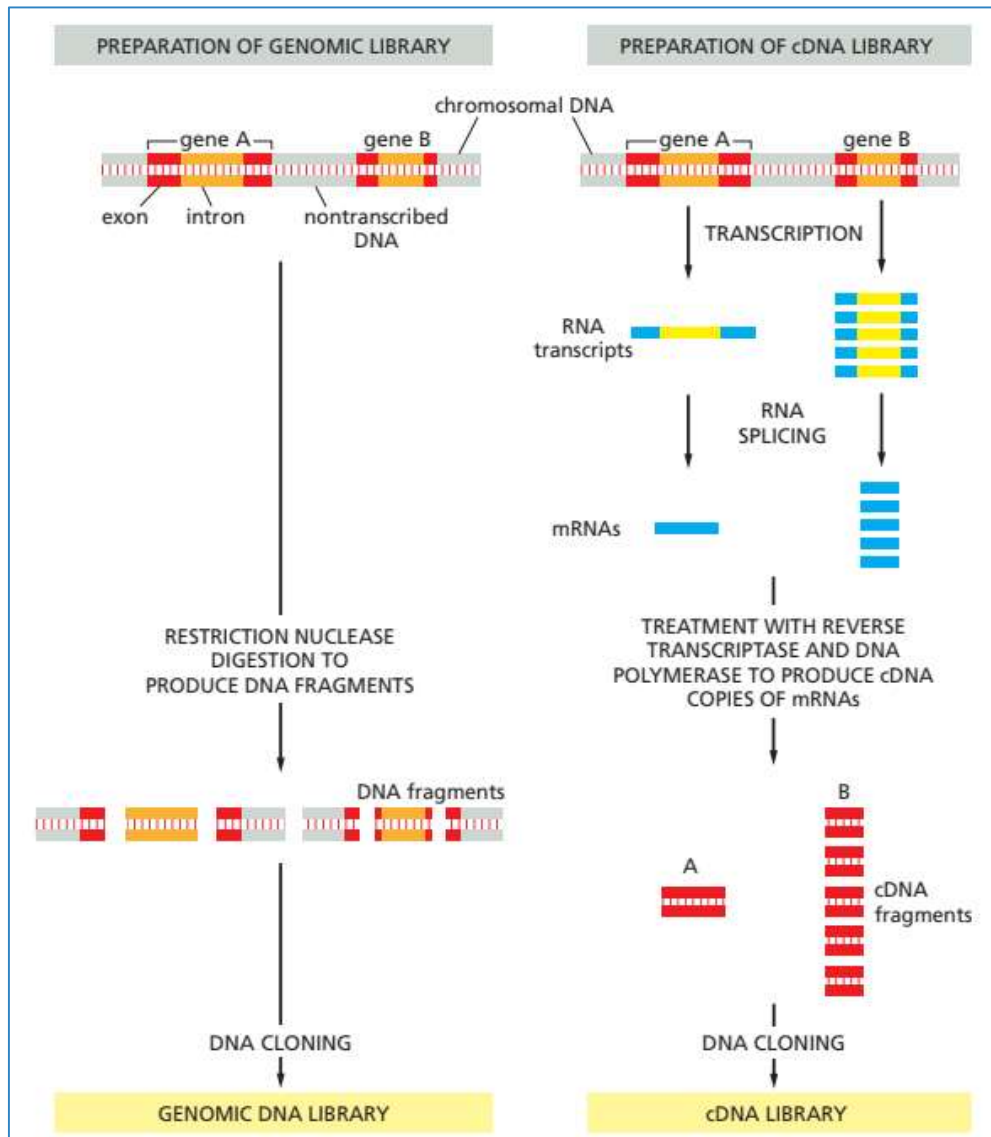 PREPARATION OF GENOMIC LIBRARY
PREPARATION OF cDNA LIBRARY
chromosomal DNA
gene A
gene B
gene A
gene B
exon
intron
nontranscribed
DNA
TRANSCRIPTION
RNA
transcripts
RNA
SPLICING
mRNAs
RESTRICTION NUCLEASE
DIGESTION TO
PRODUCE DNA FRAGMENTS
TREATMENT WITH REVERSE
TRANSCRIPTASE AND DNA
POLYMERASE TO PRODUCE cDNA
COPIES OF mRNAs
DNA fragments
A
B
cDNA
fragments
DNA CLONING
DNA CLONING
GENOMIC DNA LIBRARY
cDNA LIBRARY